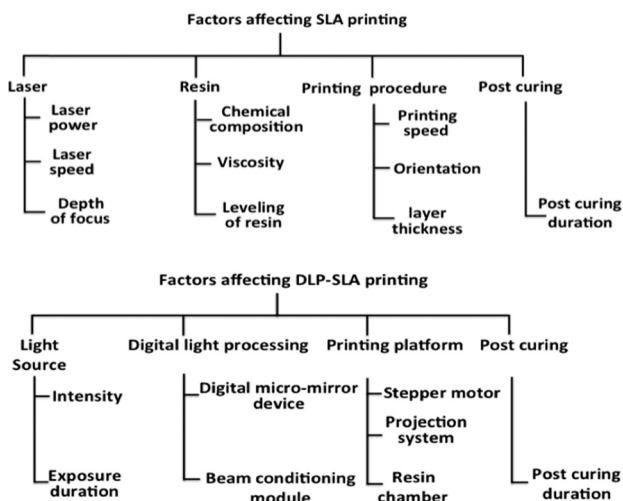 Factors affecting SLA printing
Laser
Resin
Printing procedure
Post curing
Laser
power
Laser
speed
Depth
of focus
Chemical
composition
Viscosity
Leveling
of resin
Printing
speed
Orientation
layer
thickness
Post curing
duration
Factors affecting DLP-SLA printing
Light
Source
Digital light processing
Printing platform
Post curing
Intensity
Exposure
duration
Digital micro-mirror
device
Beam conditioning
module
Stepper motor
Projection
system
Resin
chamber
Post curing
duration